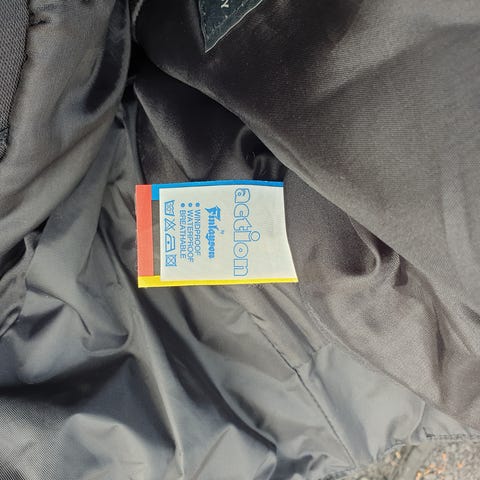 action
by
Finlayson
• WINDPROOF
• WATERPROOF
• BREATHABLE
Y